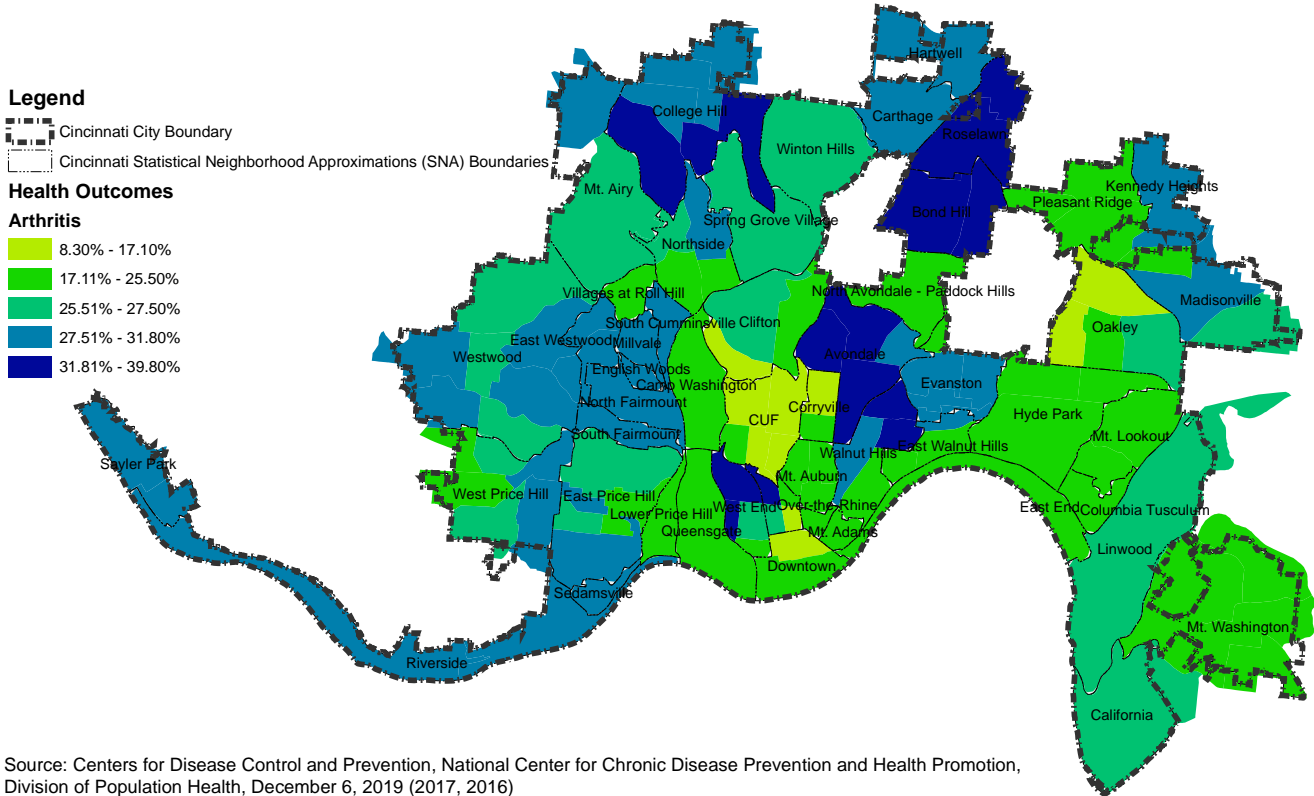 Legend
Cincinnati City Boundary
Cincinnati Statistical Neighborhood Approximations (SNA) Boundaries
Health Outcomes
Arthritis
8.30% - 17.10%
17.11% - 25.50%
25.51% - 27.50%
27.51% - 31.80%
31.81% - 39.80%
Hartwell
College Hill
Carthage
Roselawn
Winton Hills
Mt. Airy
Kennedy Heights
Pleasant Ridge
Bond Hill
Spring Grove Village
Northside
Villages at Roll Hill
North Avondale - Paddock Hills
Madisonville
South Cumminsville
Clifton
Oakley
East Westwood
Millvale
Westwood
Avondale
English Woods
Camp Washington
Evanston
North Fairmount
Corryville
CUF
Hyde Park
South Fairmount
Mt. Lookout
Walnut Hills
East Walnut Hills
Sayler Park
Mt. Auburn
West Price Hill
East Price Hill
Lower Price Hill
West End
Over-the-Rhine
East End
Columbia Tusculum
Queensgate
Mt. Adams
Linwood
Downtown
Sedamsville
Mt. Washington
Riverside
California
Source: Centers for Disease Control and Prevention, National Center for Chronic Disease Prevention and Health Promotion,
Division of Population Health, December 6, 2019 (2017, 2016)